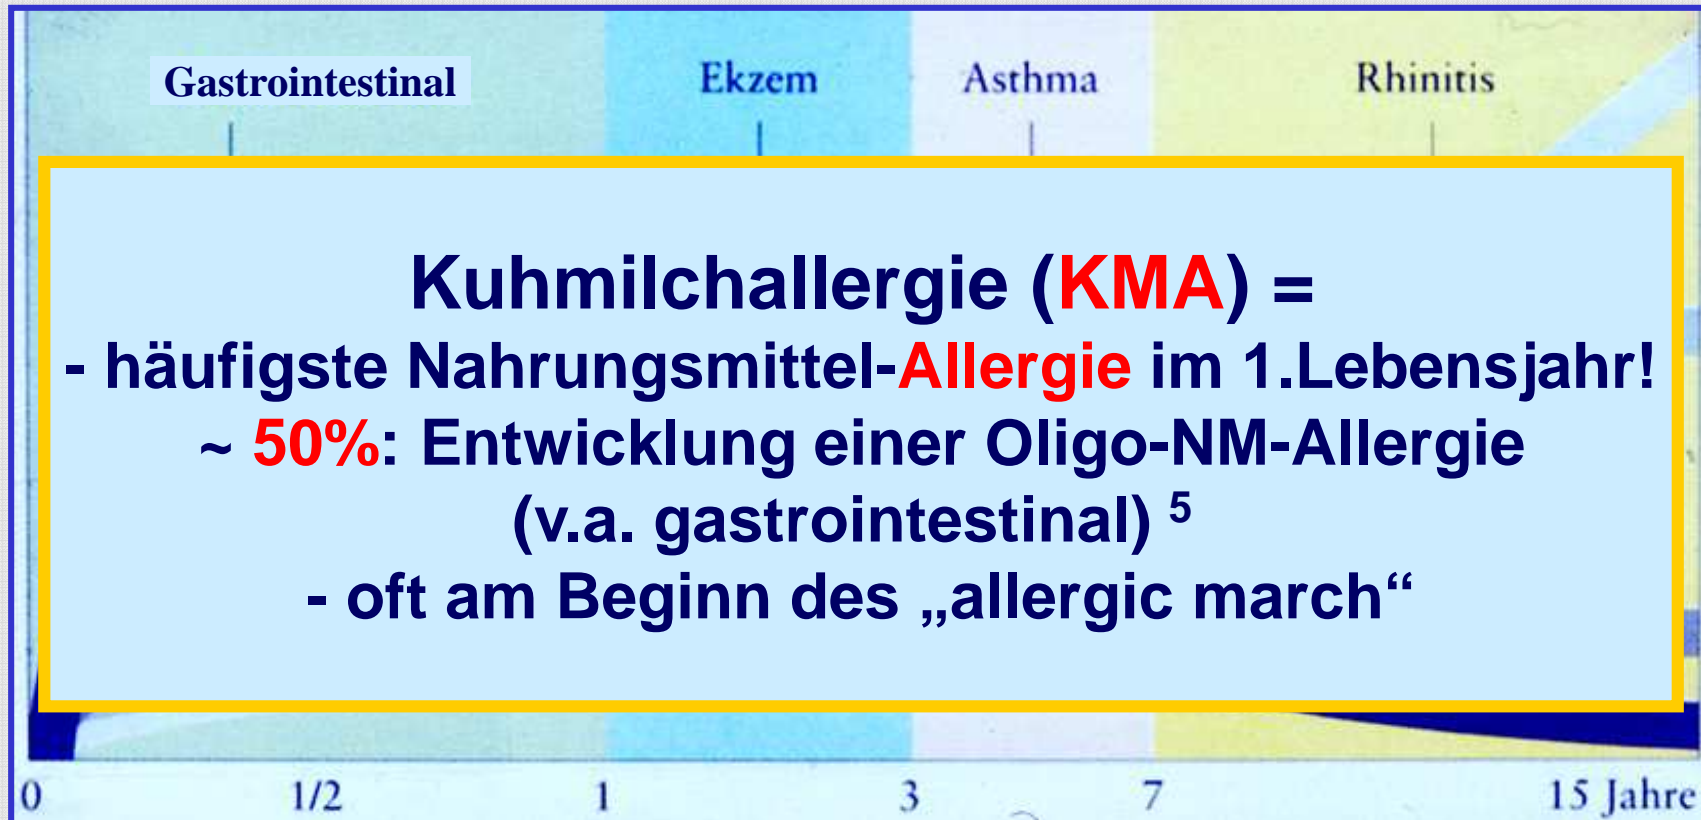 Gastrointestinal Ekzem Asthma Rhinitis
Kuhmilchallergie (KMA) =
- häufigste Nahrungsmittel-Allergie im 1.Lebensjahr!
~ 50%: Entwicklung einer Oligo-NM-Allergie
(v.a. gastrointestinal) 5
- oft am Beginn des „allergic march“
0 1/2 1 3 7 15 Jahre